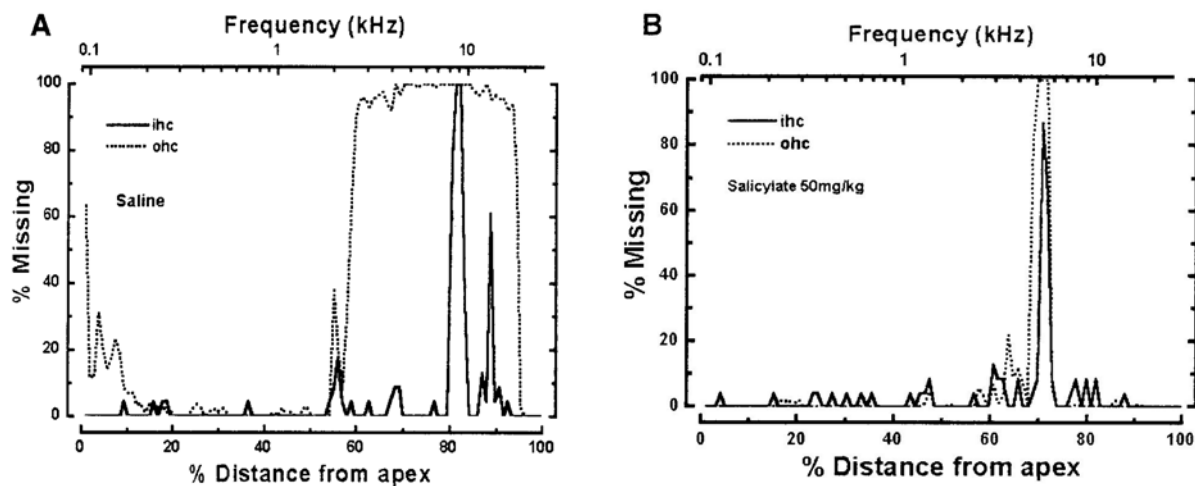 A
Frequency (kHz)
0.1 1 10
100
80
60
40
20
0
% Missing
ihc
ohc
Saline
0 20 40 60 80 100
% Distance from apex
B
Frequency (kHz)
0.1 1 10
100
80
60
40
20
0
% Missing
ihc
ohc
Salicylate 50mg/kg
0 20 40 60 80 100
% Distance from apex